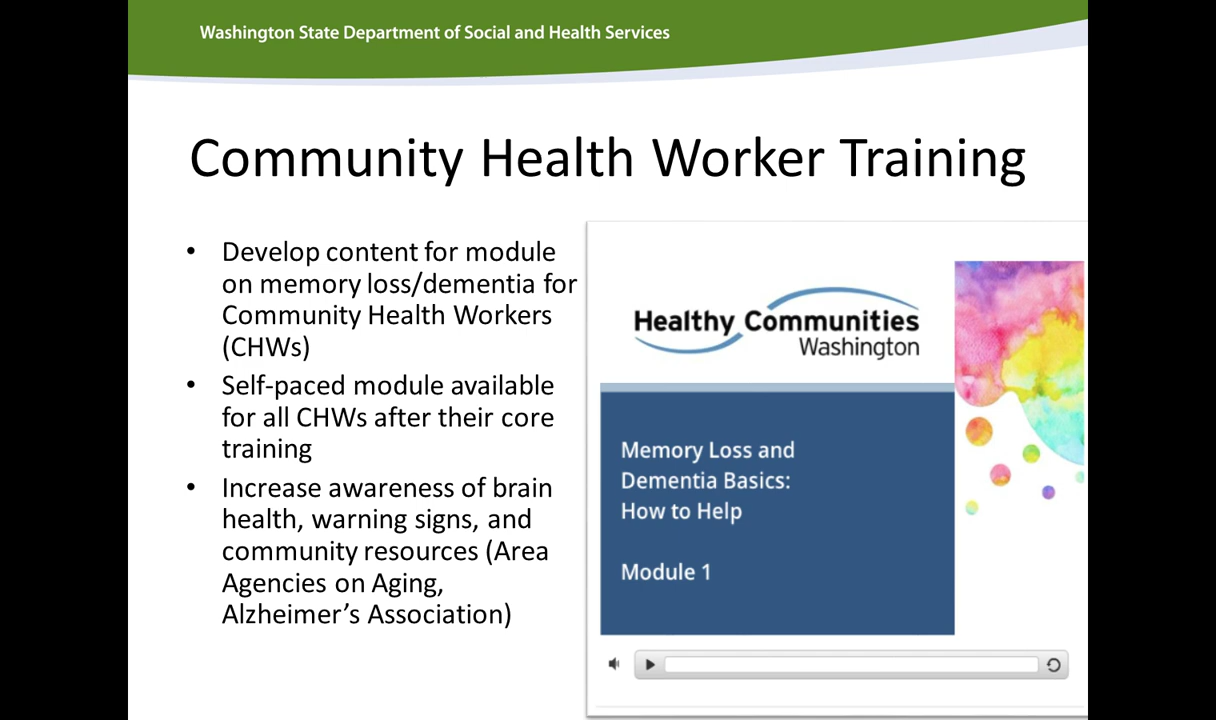 Washington State Department of Social and Health Services
Community Health Worker Training
• Develop content for module
on memory loss/dementia for
Community Health Workers
(CHWs)
• Self-paced module available
for all CHWs after their core
training
• Increase awareness of brain
health, warning signs, and
community resources (Area
Agencies on Aging,
Alzheimer’s Association)
Healthy Communities
Washington
Memory Loss and
Dementia Basics:
How to Help
Module 1